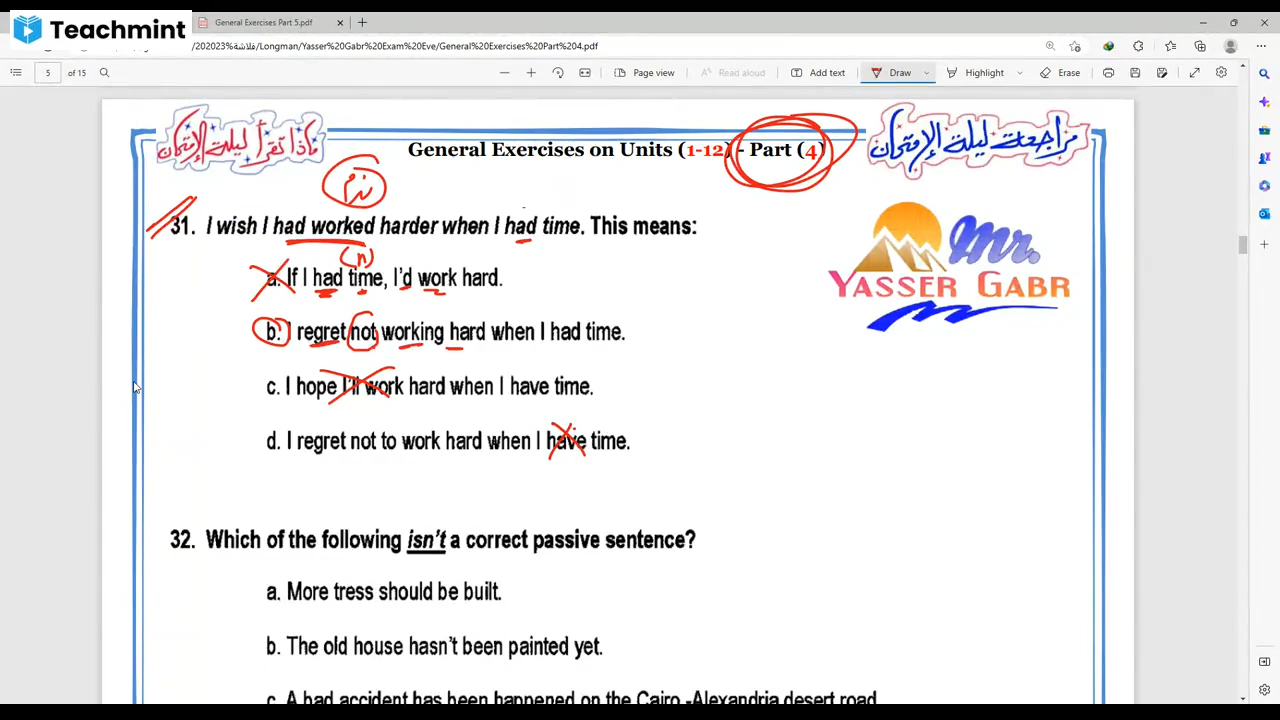 Teachmint
General Exercises Part 5.pdf
/202023%فلاشة/Longman/Yasser%20Gabr%20Exam%20Eve/General%20Exercises%20Part%204.pdf
5 of 15
Page view
Read aloud
Add text
Draw
Highlight
Erase
ماذا تقرأ ليلة الإمتحان
General Exercises on Units (1-12) - Part (4)
مراجعات ليلة الإمتحان
ندم
31. I wish I had worked harder when I had time. This means:
(n)
a. If I had time, I'd work hard.
b. I regret not working hard when I had time.
c. I hope I'll work hard when I have time.
d. I regret not to work hard when I have time.
Mr.
YASSER GABR
32. Which of the following isn't a correct passive sentence?
a. More tress should be built.
b. The old house hasn't been painted yet.
c. A bad accident has been happened on the Cairo -Alexandria desert road